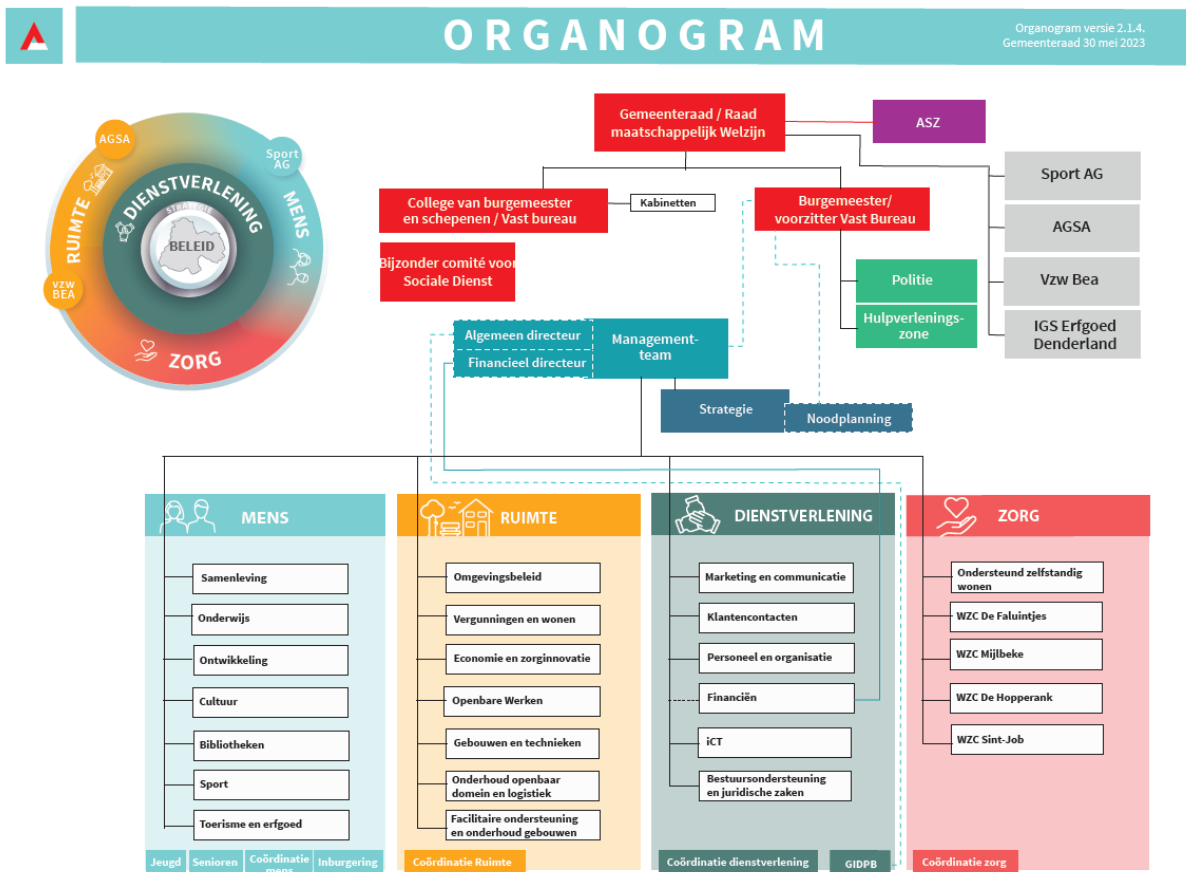 ORGANOGRAM
Organogram versie 2.1.4.
Gemeenteraad 30 mei 2023
AGSA
Sport
AG
VZW
BEA
RUIMTE
DIENSTVERLENING
MENS
STRATEGIE
BELEID
ZORG
Gemeenteraad / Raad
maatschappelijk Welzijn
ASZ
Sport AG
AGSA
Vzw Bea
IGS Erfgoed
Denderland
College van burgemeester
en schepenen / Vast bureau
Kabinetten
Burgemeester/
voorzitter Vast Bureau
Bijzonder comité voor
Sociale Dienst
Politie
Hulpverlenings-
zone
Algemeen directeur
Financieel directeur
Management-
team
Strategie
Noodplanning
MENS
Samenleving
Onderwijs
Ontwikkeling
Cultuur
Bibliotheken
Sport
Toerisme en erfgoed
Jeugd
Senioren
Coördinatie
mens
Inburgering
RUIMTE
Omgevingsbeleid
Vergunningen en wonen
Economie en zorginnovatie
Openbare Werken
Gebouwen en technieken
Onderhoud openbaar
domein en logistiek
Facilitaire ondersteuning
en onderhoud gebouwen
Coördinatie Ruimte
DIENSTVERLENING
Marketing en communicatie
Klantencontacten
Personeel en organisatie
Financiën
iCT
Bestuursondersteuning
en juridische zaken
Coördinatie dienstverlening
GIDPB
ZORG
Ondersteund zelfstandig
wonen
WZC De Faluintjes
WZC Mijlbeke
WZC De Hopperank
WZC Sint-Job
Coördinatie zorg